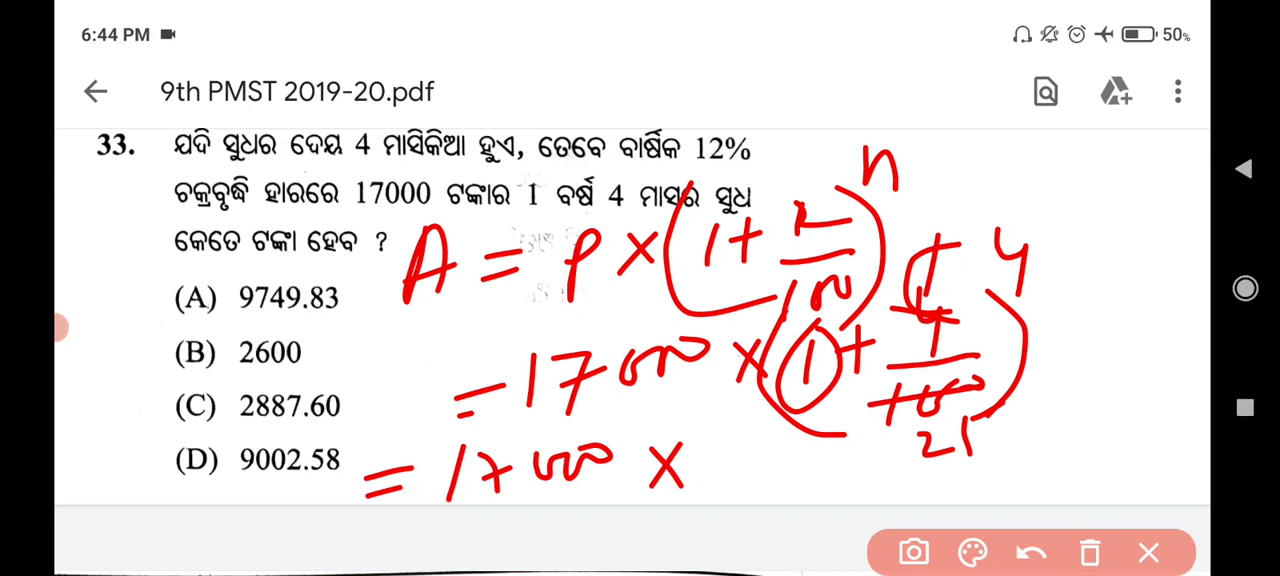 6:44 PM 50%
9th PMST 2019-20.pdf
33. ଯଦି ସୁଧର ଦେୟ 4 ମାସିକିଆ ହୁଏ, ତେବେ ବାର୍ଷିକ 12%
ଚକ୍ରବୃଦ୍ଧି ହାରରେ 17000 ଟଙ୍କାର 1 ବର୍ଷ 4 ମାସର ସୁଧ
କେତେ ଟଙ୍କା ହେବ ?
n
A = P × (1 + r/100)
(A) 9749.83
4
= 17000 × (1 +
(B) 2600
(C) 2887.60
= 17000 ×
(D) 9002.58